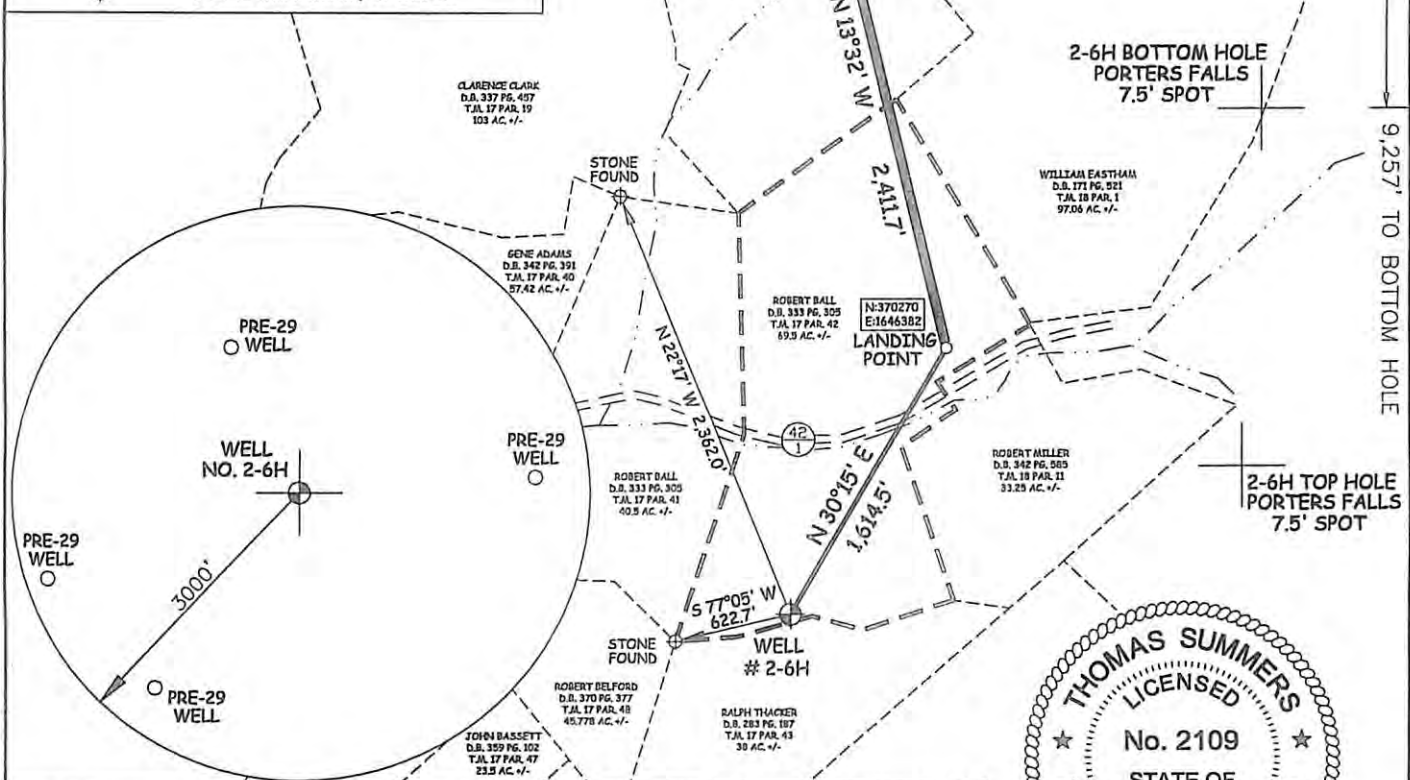 N 13°32' W
2,411.7'
2-6H BOTTOM HOLE
PORTERS FALLS
7.5' SPOT
9,257' TO BOTTOM HOLE
CLARENCE CLARK
D.B. 337 PG. 457
T.M. 17 PAR. 19
103 AC. +/-
STONE
FOUND
WILLIAM EASTHAM
D.B. 171 PG. 521
T.M. 18 PAR. 1
97.06 AC. +/-
GENE ADAMS
D.B. 342 PG. 391
T.M. 17 PAR. 40
57.42 AC. +/-
ROBERT BALL
D.B. 333 PG. 305
T.M. 17 PAR. 42
69.5 AC. +/-
N:370270
E:1646382
LANDING
POINT
PRE-29
WELL
N 22°17' W 2,362.0'
WELL
NO. 2-6H
PRE-29
WELL
42
1
ROBERT BALL
D.B. 333 PG. 305
T.M. 17 PAR. 41
40.5 AC. +/-
N 30°15' E
1,614.5'
ROBERT MILLER
D.B. 342 PG. 585
T.M. 18 PAR. 11
33.25 AC. +/-
2-6H TOP HOLE
PORTERS FALLS
7.5' SPOT
PRE-29
WELL
3000'
S 77°05' W
622.7'
STONE
FOUND
WELL
# 2-6H
PRE-29
WELL
ROBERT BELFORD
D.B. 370 PG. 377
T.M. 17 PAR. 48
45.778 AC. +/-
RALPH THACKER
D.B. 283 PG. 187
T.M. 17 PAR. 43
30 AC. +/-
JOHN BASSETT
D.B. 359 PG. 102
T.M. 17 PAR. 47
23.5 AC. +/-
THOMAS SUMMERS
LICENSED
No. 2109
STATE OF